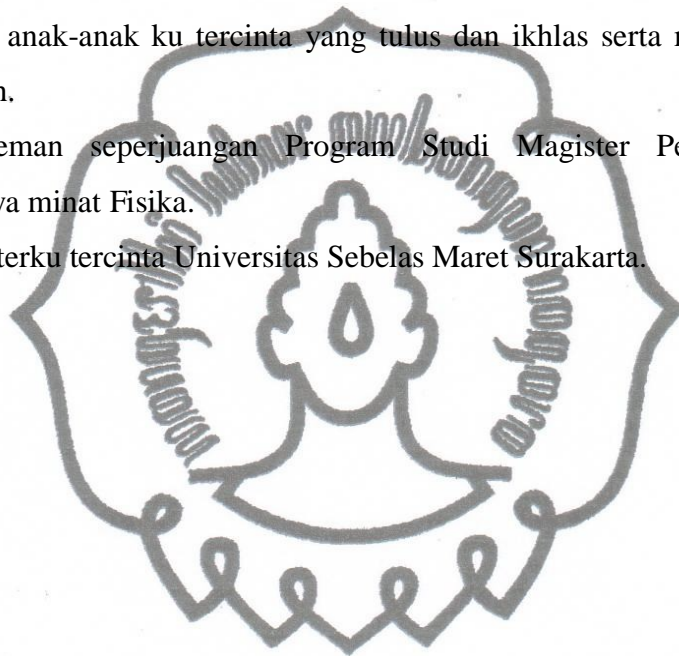 anak-anak ku tercinta yang tulus dan ikhlas serta
n.
eman seperjuangan Program Studi Magister Pe
a minat Fisika.
terku tercinta Universitas Sebelas Maret Surakarta.